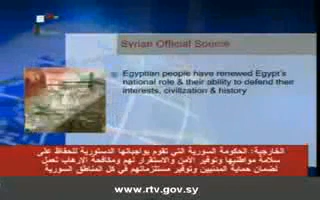 Syrian Official Source
Egyptian people have renewed Egypt's
national role & their ability to defend their
interests, civilization & history
الخارجية: الحكومة السورية التي تقوم بواجباتها الدستورية للحفاظ على
سلامة مواطنيها وتوفير الأمن والاستقرار لهم ومكافحة الإرهاب تعمل
لضمان حماية المدنيين وتوفير مستلزماتهم في كل المناطق السورية
www.rtv.gov.sy